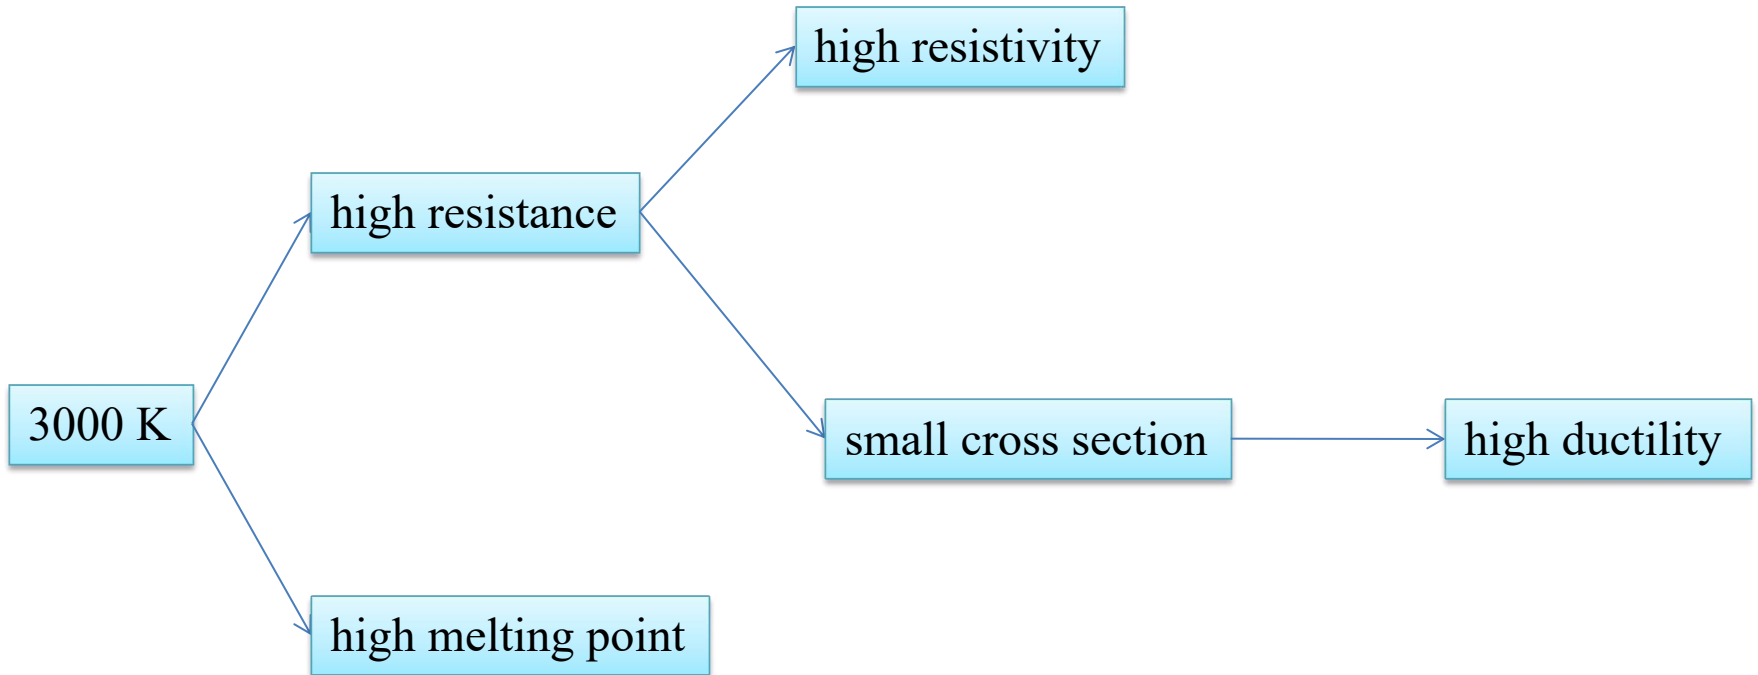 high resistivity
high resistance
3000 K
small cross section
high ductility
high melting point